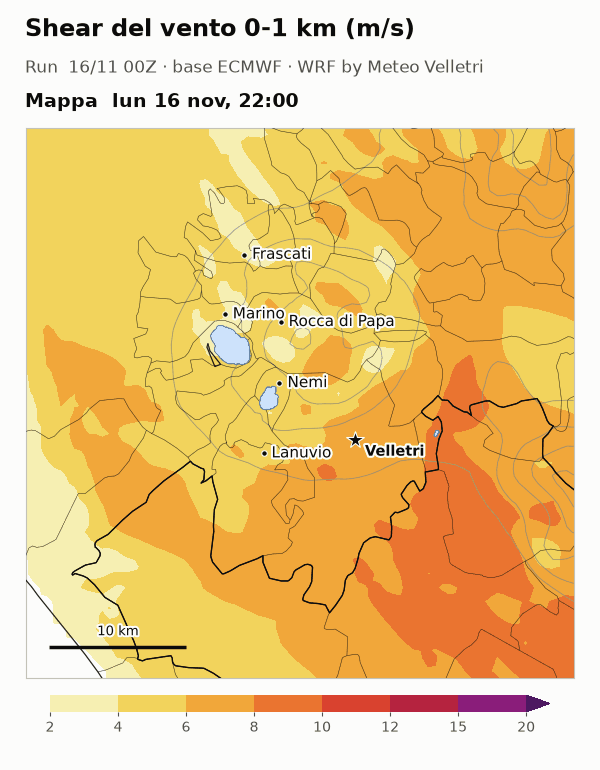 Shear del vento 0-1 km (m/s)
Run  16/11 00Z · base ECMWF · WRF by Meteo Velletri
Mappa  lun 16 nov, 22:00
Frascati
Marino
Rocca di Papa
Nemi
Velletri
Lanuvio
10 km
2 4 6 8 10 12 15 20